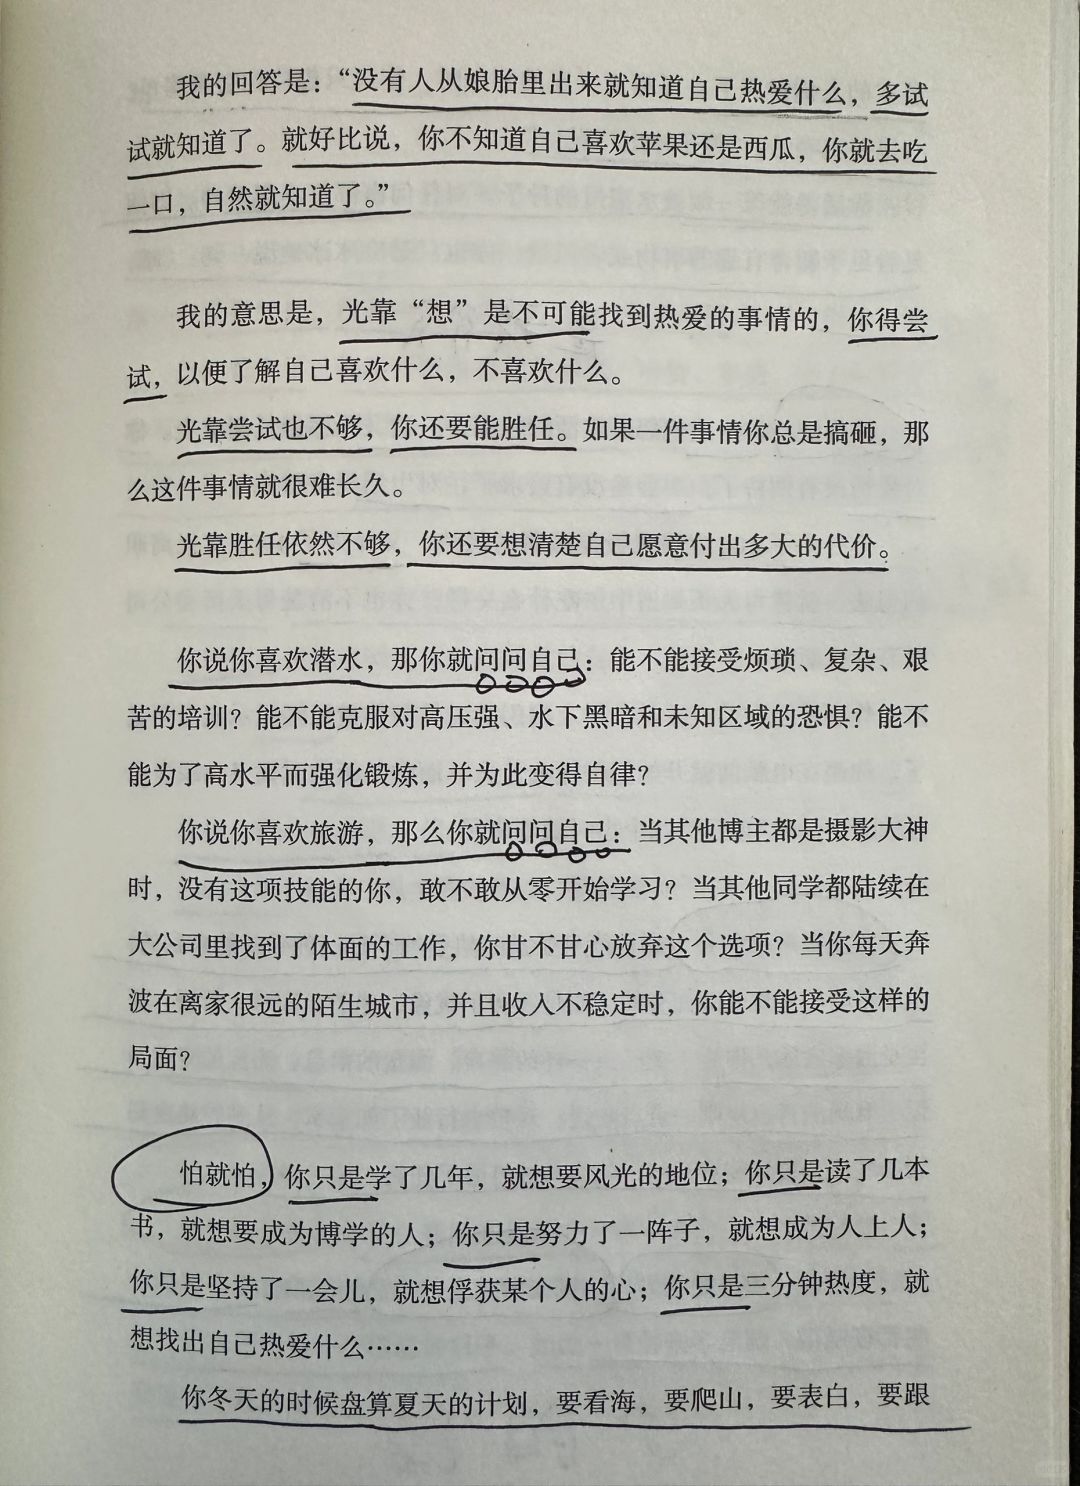 我的回答是：“没有人从娘胎里出来就知道自己热爱什么，多试
试就知道了。就好比说，你不知道自己喜欢苹果还是西瓜，你就去吃
一口，自然就知道了。”
我的意思是，光靠“想”是不可能找到热爱的事情的，你得尝
试，以便了解自己喜欢什么，不喜欢什么。
光靠尝试也不够，你还要能胜任。如果一件事情你总是搞砸，那
么这件事情就很难长久。
光靠胜任依然不够，你还要想清楚自己愿意付出多大的代价。
你说你喜欢潜水，那你就问问自己：能不能接受烦琐、复杂、艰
苦的培训？能不能克服对高压强、水下黑暗和未知区域的恐惧？能不
能为了高水平而强化锻炼，并为此变得自律？
你说你喜欢旅游，那么你就问问自己：当其他博主都是摄影大神
时，没有这项技能的你，敢不敢从零开始学习？当其他同学都陆续在
大公司里找到了体面的工作，你甘不甘心放弃这个选项？当你每天奔
波在离家很远的陌生城市，并且收入不稳定时，你能不能接受这样的
局面？
怕就怕，你只是学了几年，就想要风光的地位；你只是读了几本
书，就想要成为博学的人；你只是努力了一阵子，就想成为人上人；
你只是坚持了一会儿，就想俘获某个人的心；你只是三分钟热度，就
想找出自己热爱什么……
你冬天的时候盘算夏天的计划，要看海，要爬山，要表白，要跟